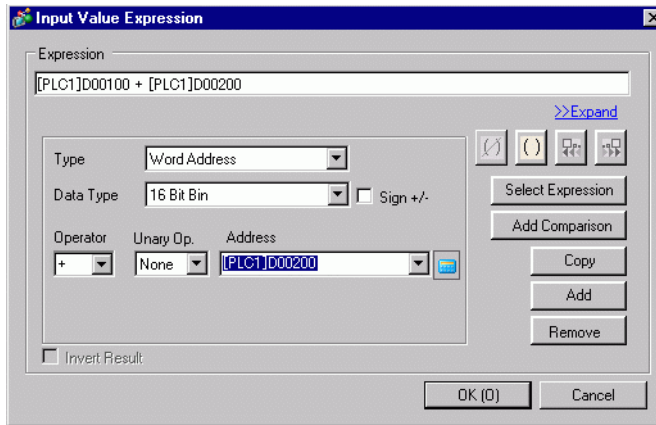 Input Value Expression
Expression
[PLC1]D00100 + [PLC1]D00200
>>Expand
Type
Word Address
( )
Data Type
16 Bit Bin
Sign +/-
Select Expression
Operator
Unary Op.
Address
Add Comparison
+
None
[PLC1]D00200
Copy
Add
Remove
Invert Result
OK (O)
Cancel